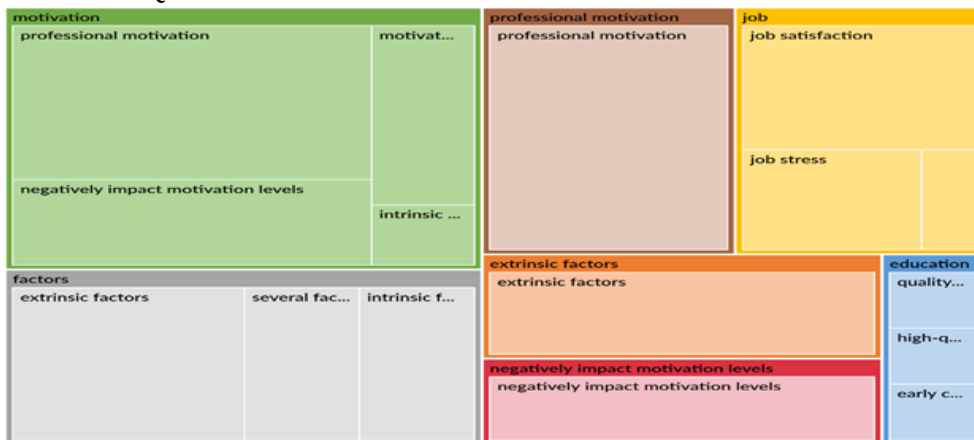 motivation
professional motivation
motivat...
negatively impact motivation levels
intrinsic ...
professional motivation
professional motivation
job
job satisfaction
job stress
factors
extrinsic factors
several fac...
intrinsic f...
extrinsic factors
extrinsic factors
negatively impact motivation levels
negatively impact motivation levels
education
quality...
high-q...
early c...